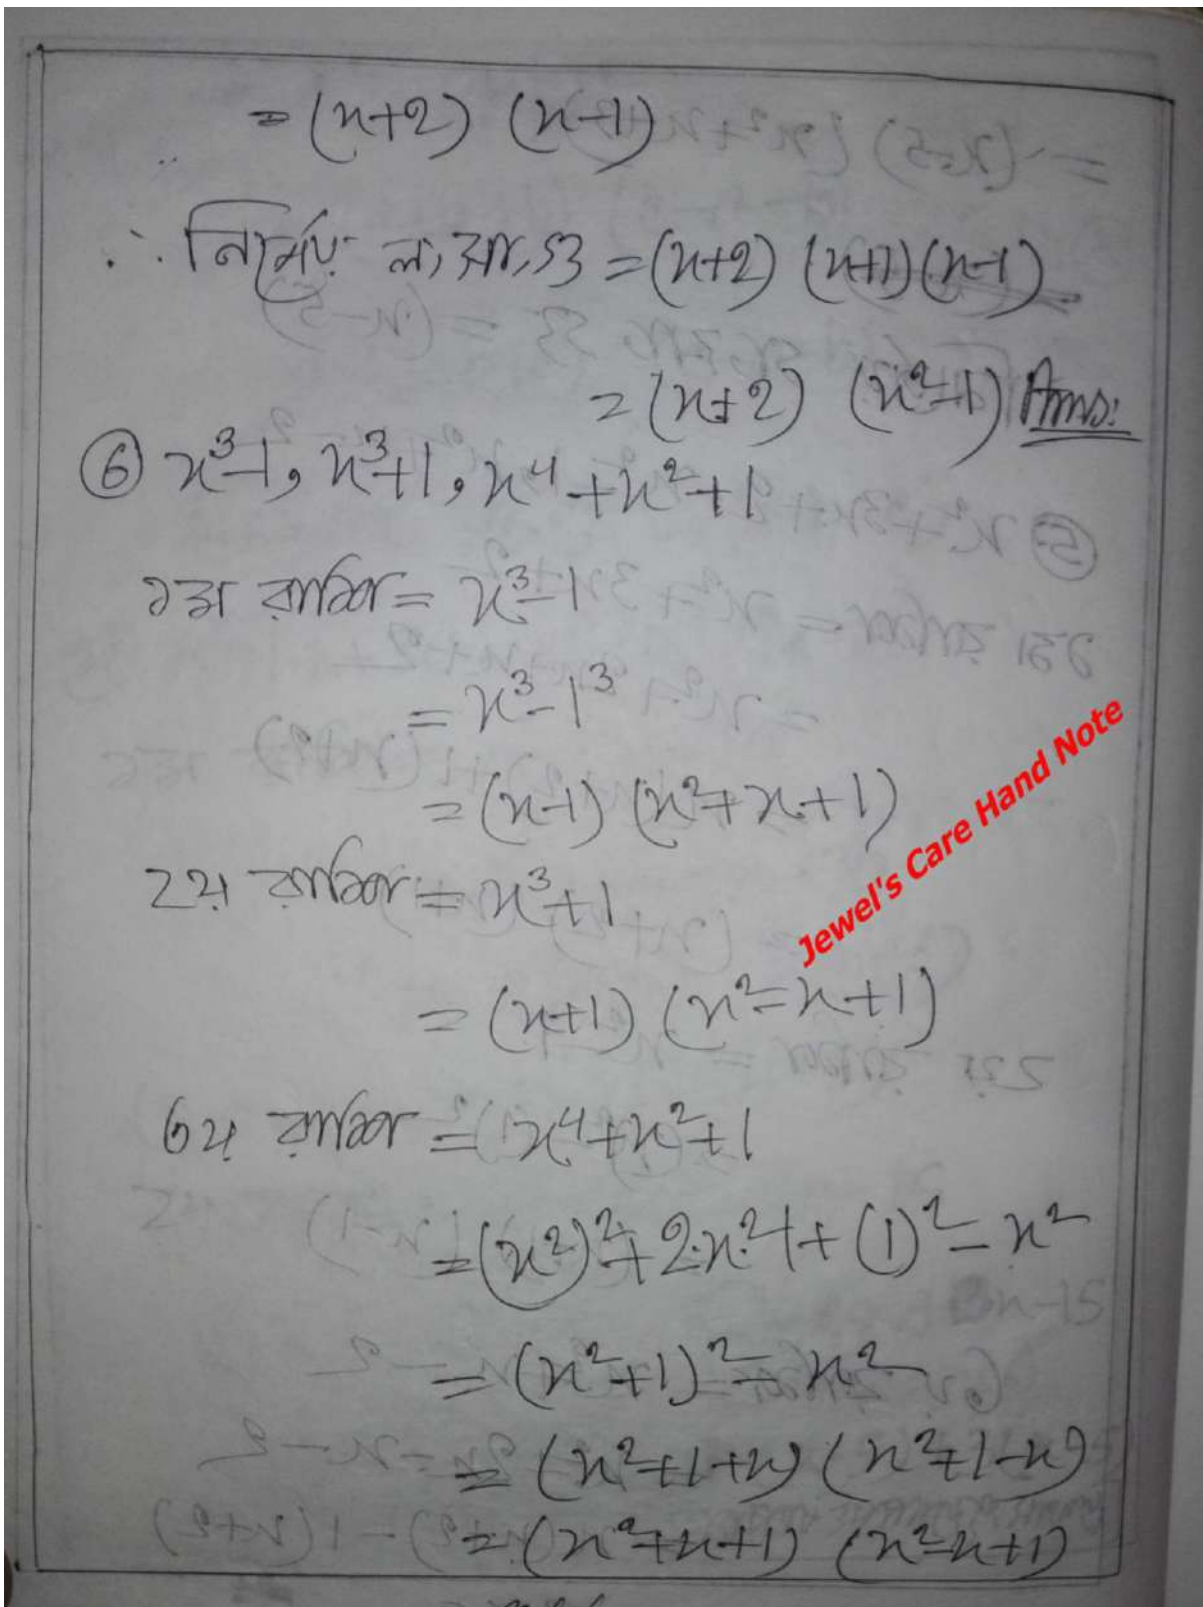 = (x+2) (x-1)
∴ নির্ণেয় ল,সা,গু = (x+2) (x+1)(x-1)
= (x+2) (x²-1) Ans:
⑥ x³-1, x³+1, x⁴+x²+1
১ম রাশি = x³-1
= x³-1³
= (x-1) (x²+x+1)
২য় রাশি = x³+1
= (x+1) (x²-x+1)
৩য় রাশি = x⁴+x²+1
= (x²)²+2.x².1+(1)²-x²
= (x²+1)²-x²
= (x²+1+x) (x²+1-x)
= (x²+x+1) (x²-x+1)
Jewel's Care Hand Note